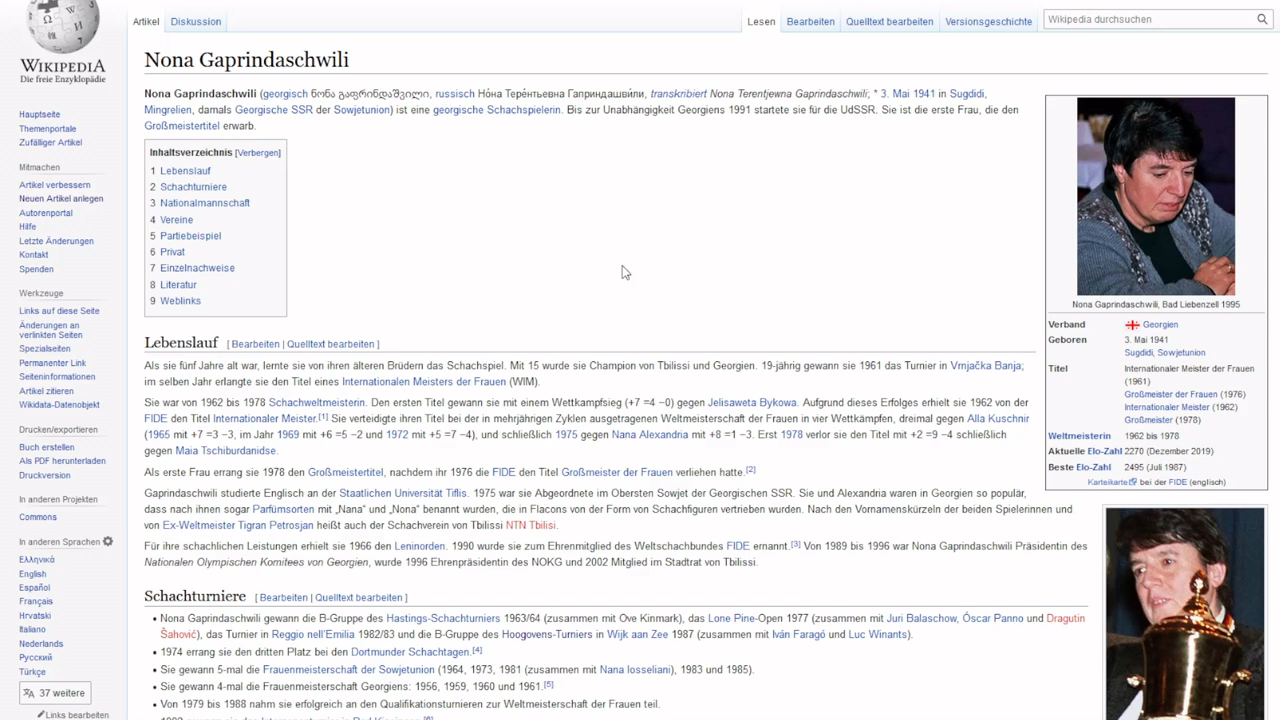 Artikel Diskussion Lesen Bearbeiten Quelltext bearbeiten Versionsgeschichte Wikipedia durchsuchen
WIKIPEDIA
Die freie Enzyklopädie
Hauptseite
Themenportale
Zufälliger Artikel
Mitmachen
Artikel verbessern
Neuen Artikel anlegen
Autorenportal
Hilfe
Letzte Änderungen
Kontakt
Spenden
Werkzeuge
Links auf diese Seite
Änderungen an
verlinkten Seiten
Spezialseiten
Permanenter Link
Seiteninformationen
Artikel zitieren
Wikidata-Datenobjekt
Drucken/exportieren
Buch erstellen
Als PDF herunterladen
Druckversion
In anderen Projekten
Commons
In anderen Sprachen
Ελληνικά
English
Español
Français
Hrvatski
Italiano
Nederlands
Русский
Türkçe
37 weitere
Links bearbeiten
Nona Gaprindaschwili
Nona Gaprindaschwili (georgisch ნონა გაფრინდაშვილი, russisch Но́на Тере́нтьевна Гаприндашви́ли, transkribiert Nona Terentjewna Gaprindaschwili; * 3. Mai 1941 in Sugdidi,
Mingrelien, damals Georgische SSR der Sowjetunion) ist eine georgische Schachspielerin. Bis zur Unabhängigkeit Georgiens 1991 startete sie für die UdSSR. Sie ist die erste Frau, die den
Großmeistertitel erwarb.
Inhaltsverzeichnis [Verbergen]
1 Lebenslauf
2 Schachturniere
3 Nationalmannschaft
4 Vereine
5 Partiebeispiel
6 Privat
7 Einzelnachweise
8 Literatur
9 Weblinks
Lebenslauf [ Bearbeiten | Quelltext bearbeiten ]
Als sie fünf Jahre alt war, lernte sie von ihren älteren Brüdern das Schachspiel. Mit 15 wurde sie Champion von Tbilissi und Georgien. 19-jährig gewann sie 1961 das Turnier in Vrnjačka Banja;
im selben Jahr erlangte sie den Titel eines Internationalen Meisters der Frauen (WIM).
Sie war von 1962 bis 1978 Schachweltmeisterin. Den ersten Titel gewann sie mit einem Wettkampfsieg (+7 =4 −0) gegen Jelisaweta Bykowa. Aufgrund dieses Erfolges erhielt sie 1962 von der
FIDE den Titel Internationaler Meister.[1] Sie verteidigte ihren Titel bei der in mehrjährigen Zyklen ausgetragenen Weltmeisterschaft der Frauen in vier Wettkämpfen, dreimal gegen Alla Kuschnir
(1965 mit +7 =3 −3, im Jahr 1969 mit +6 =5 −2 und 1972 mit +5 =7 −4), und schließlich 1975 gegen Nana Alexandria mit +8 =1 −3. Erst 1978 verlor sie den Titel mit +2 =9 −4 schließlich
gegen Maia Tschiburdanidse.
Als erste Frau errang sie 1978 den Großmeistertitel, nachdem ihr 1976 die FIDE den Titel Großmeister der Frauen verliehen hatte.[2]
Gaprindaschwili studierte Englisch an der Staatlichen Universität Tiflis. 1975 war sie Abgeordnete im Obersten Sowjet der Georgischen SSR. Sie und Alexandria waren in Georgien so populär,
dass nach ihnen sogar Parfümsorten mit „Nana“ und „Nona“ benannt wurden, die in Flacons von der Form von Schachfiguren vertrieben wurden. Nach den Vornamenskürzeln der beiden Spielerinnen und
von Ex-Weltmeister Tigran Petrosjan heißt auch der Schachverein von Tbilissi NTN Tbilisi.
Für ihre schachlichen Leistungen erhielt sie 1966 den Leninorden. 1990 wurde sie zum Ehrenmitglied des Weltschachbundes FIDE ernannt.[3] Von 1989 bis 1996 war Nona Gaprindaschwili Präsidentin des
Nationalen Olympischen Komitees von Georgien, wurde 1996 Ehrenpräsidentin des NOKG und 2002 Mitglied im Stadtrat von Tbilissi.
Schachturniere [ Bearbeiten | Quelltext bearbeiten ]
• Nona Gaprindaschwili gewann die B-Gruppe des Hastings-Schachturniers 1963/64 (zusammen mit Ove Kinmark), das Lone Pine-Open 1977 (zusammen mit Juri Balaschow, Óscar Panno und Dragutin
Šahović), das Turnier in Reggio nell'Emilia 1982/83 und die B-Gruppe des Hoogovens-Turniers in Wijk aan Zee 1987 (zusammen mit Iván Faragó und Luc Winants).
• 1974 errang sie den dritten Platz bei den Dortmunder Schachtagen.[4]
• Sie gewann 5-mal die Frauenmeisterschaft der Sowjetunion (1964, 1973, 1981 (zusammen mit Nana Iosseliani), 1983 und 1985).
• Sie gewann 4-mal die Frauenmeisterschaft Georgiens: 1956, 1959, 1960 und 1961.[5]
• Von 1979 bis 1988 nahm sie erfolgreich an den Qualifikationsturnieren zur Weltmeisterschaft der Frauen teil.
Nona Gaprindaschwili, Bad Liebenzell 1995
Verband Georgien
Geboren 3. Mai 1941
Sugdidi, Sowjetunion
Titel Internationaler Meister der Frauen
(1961)
Großmeister der Frauen (1976)
Internationaler Meister (1962)
Großmeister (1978)
Weltmeisterin 1962 bis 1978
Aktuelle Elo-Zahl 2270 (Dezember 2019)
Beste Elo-Zahl 2495 (Juli 1987)
Karteikarte bei der FIDE (englisch)